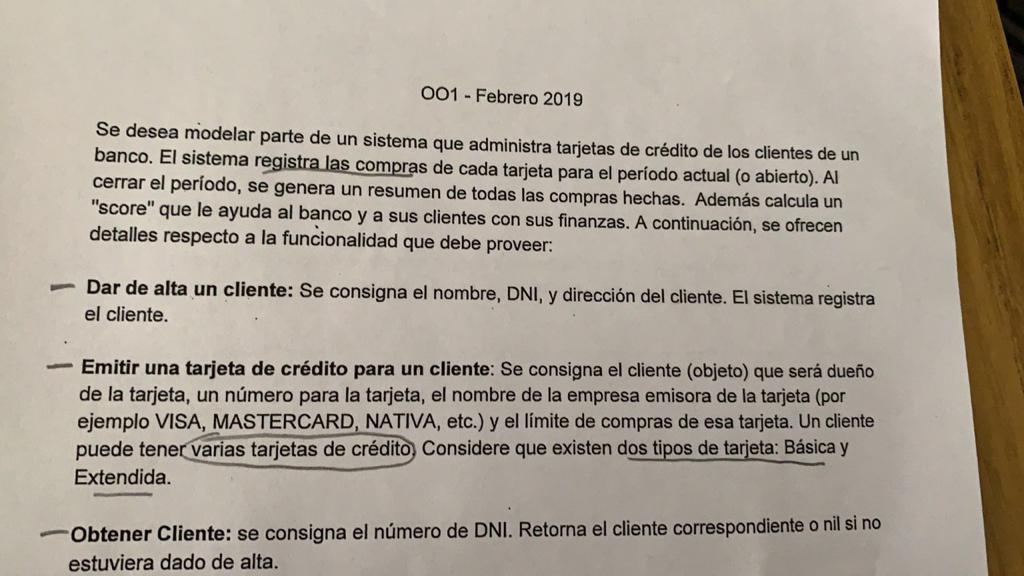 OO1 - Febrero 2019
Se desea modelar parte de un sistema que administra tarjetas de crédito de los clientes de un
banco. El sistema registra las compras de cada tarjeta para el período actual (o abierto). Al
cerrar el período, se genera un resumen de todas las compras hechas. Además calcula un
"score" que le ayuda al banco y a sus clientes con sus finanzas. A continuación, se ofrecen
detalles respecto a la funcionalidad que debe proveer:
Dar de alta un cliente: Se consigna el nombre, DNI, y dirección del cliente. El sistema registra
el cliente.
Emitir una tarjeta de crédito para un cliente: Se consigna el cliente (objeto) que será dueño
de la tarjeta, un número para la tarjeta, el nombre de la empresa emisora de la tarjeta (por
ejemplo VISA, MASTERCARD, NATIVA, etc.) y el límite de compras de esa tarjeta. Un cliente
puede tener varias tarjetas de crédito. Considere que existen dos tipos de tarjeta: Básica y
Extendida.
Obtener Cliente: se consigna el número de DNI. Retorna el cliente correspondiente o nil si no
estuviera dado de alta.